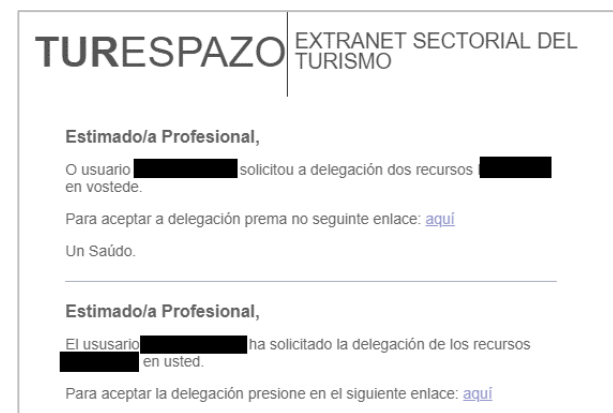 TURESPAZO
EXTRANET SECTORIAL DEL
TURISMO
Estimado/a Profesional,
O usuario solicitou a delegación dos recursos
en vostede.
Para aceptar a delegación prema no seguinte enlace: aquí
Un Saúdo.
Estimado/a Profesional,
El ususario ha solicitado la delegación de los recursos
en usted.
Para aceptar la delegación presione en el siguiente enlace: aquí